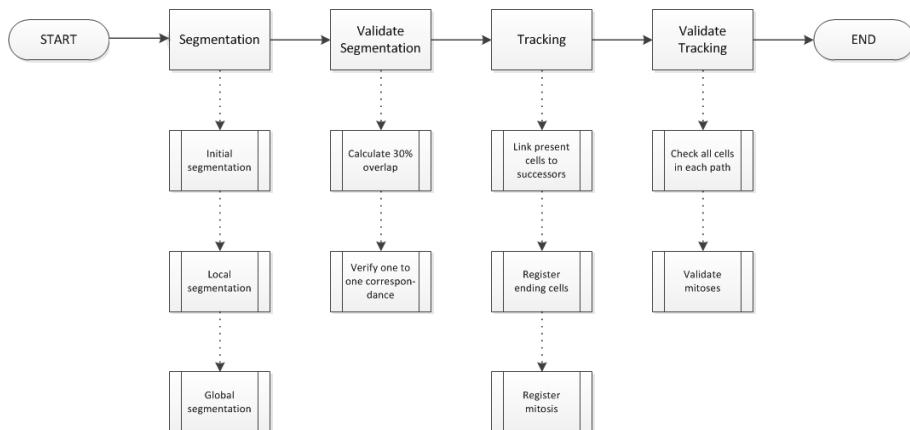 START
Segmentation
Validate
Segmentation
Tracking
Validate
Tracking
END
Initial
segmentation
Calculate 30%
overlap
Link present
cells to
successors
Check all cells
in each path
Local
segmentation
Verify one to
one correspon-
dance
Register
ending cells
Validate
mitoses
Global
segmentation
Register
mitosis